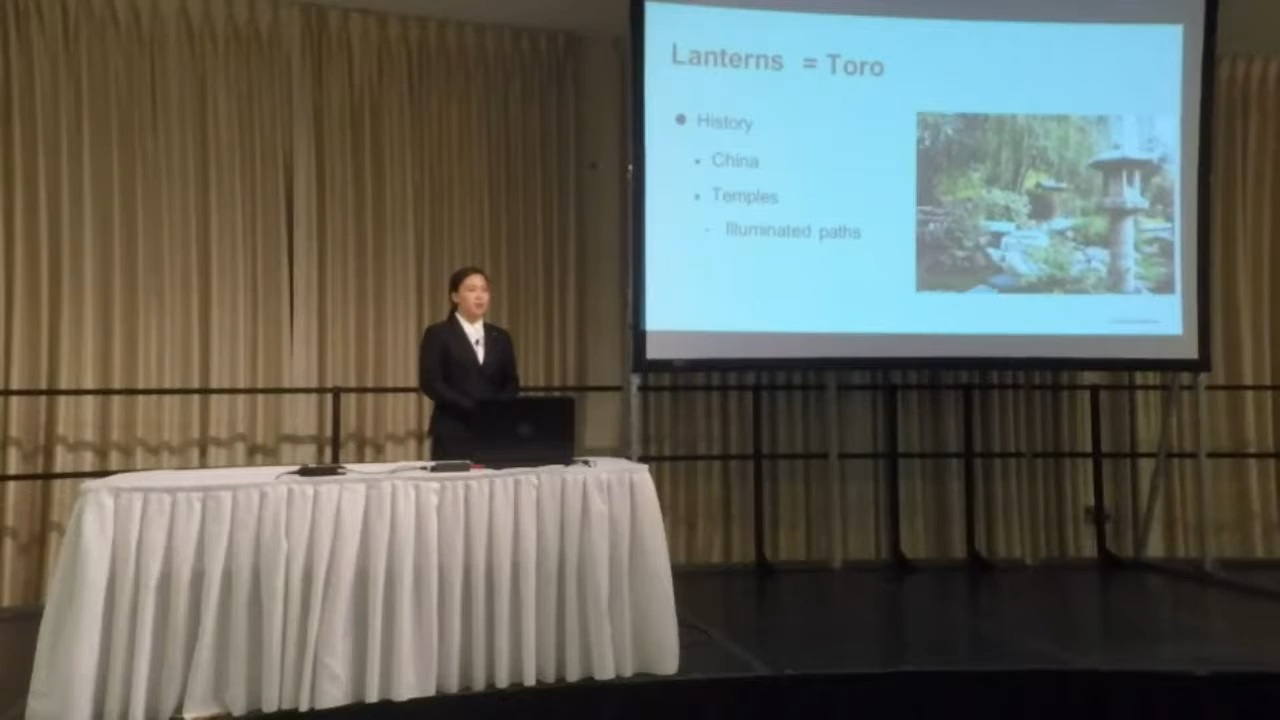 Lanterns = Toro
● History
• China
• Temples
- Illuminated paths